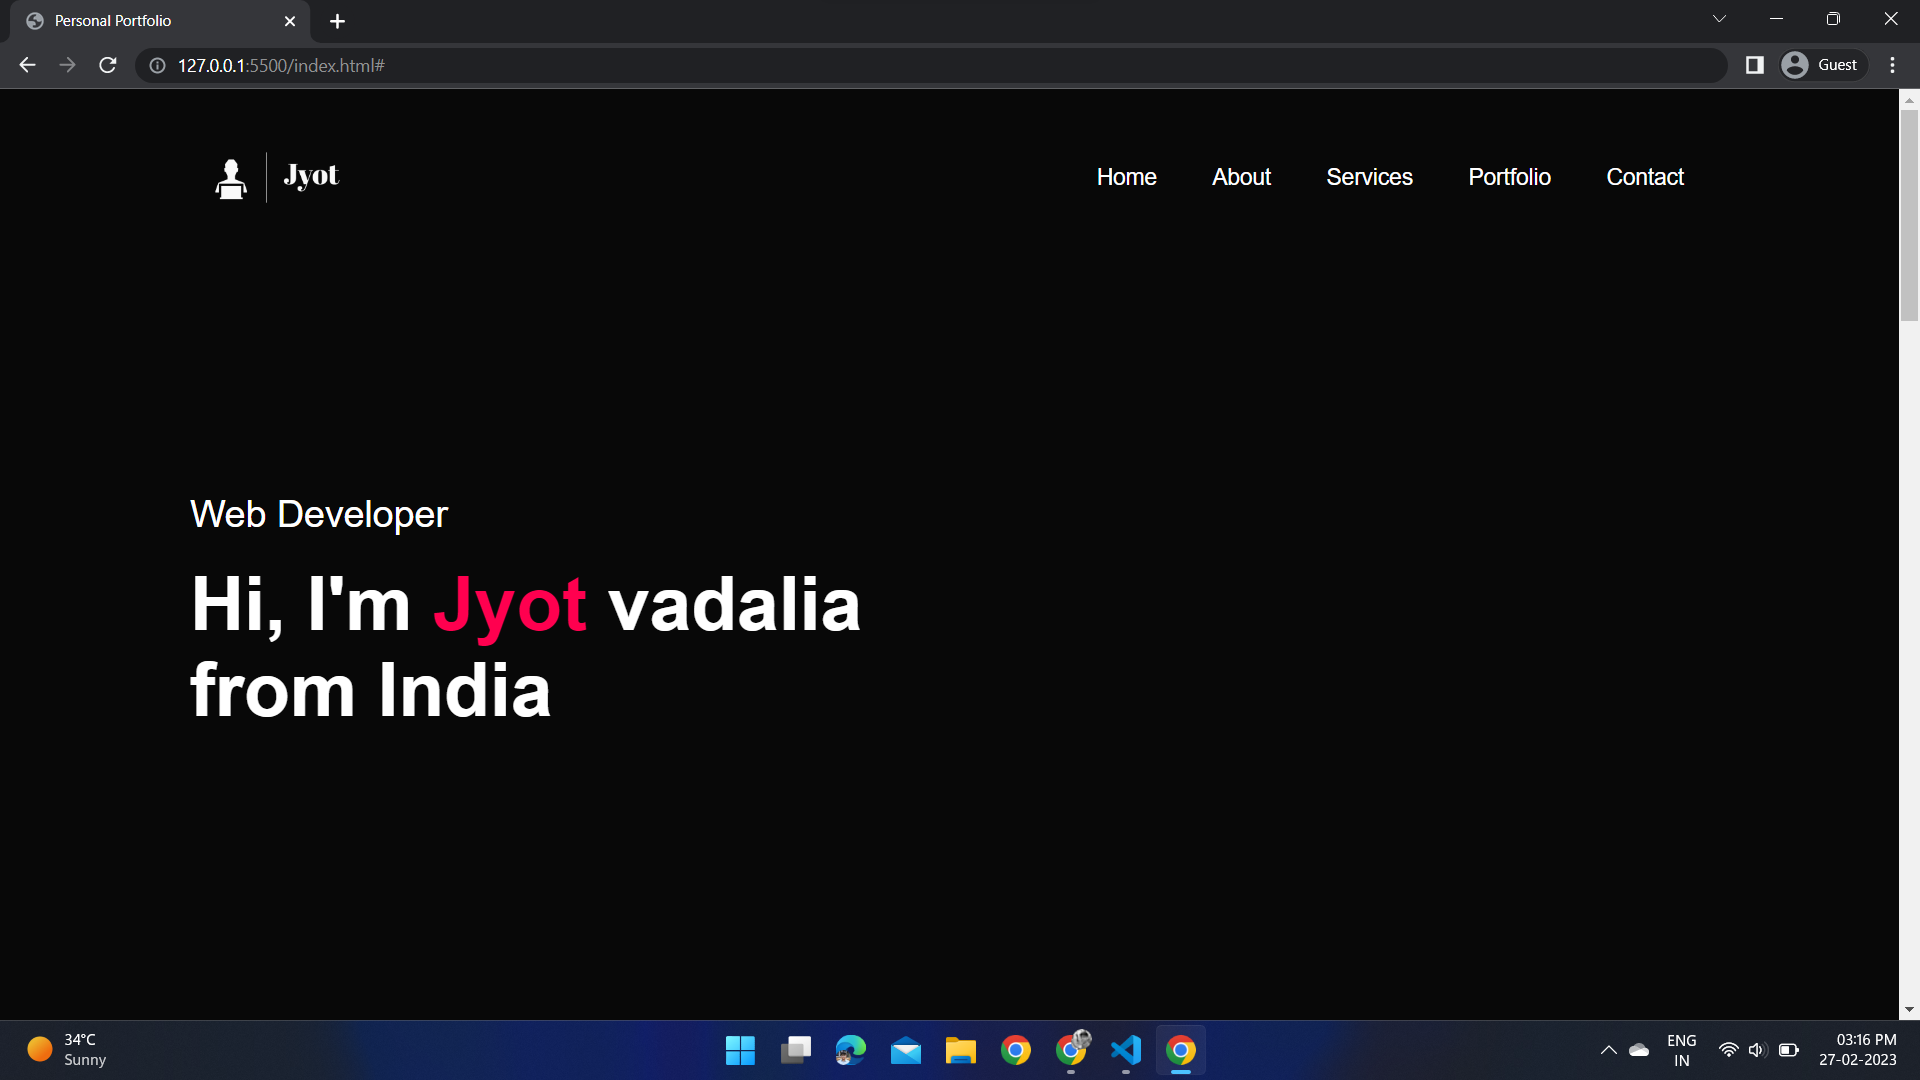 Personal Portfolio
127.0.0.1:5500/index.html#
Guest
Jyot
Home About Services Portfolio Contact
Web Developer
Hi, I'm Jyot vadalia
from India
34°C
Sunny
ENG
IN
03:16 PM
27-02-2023